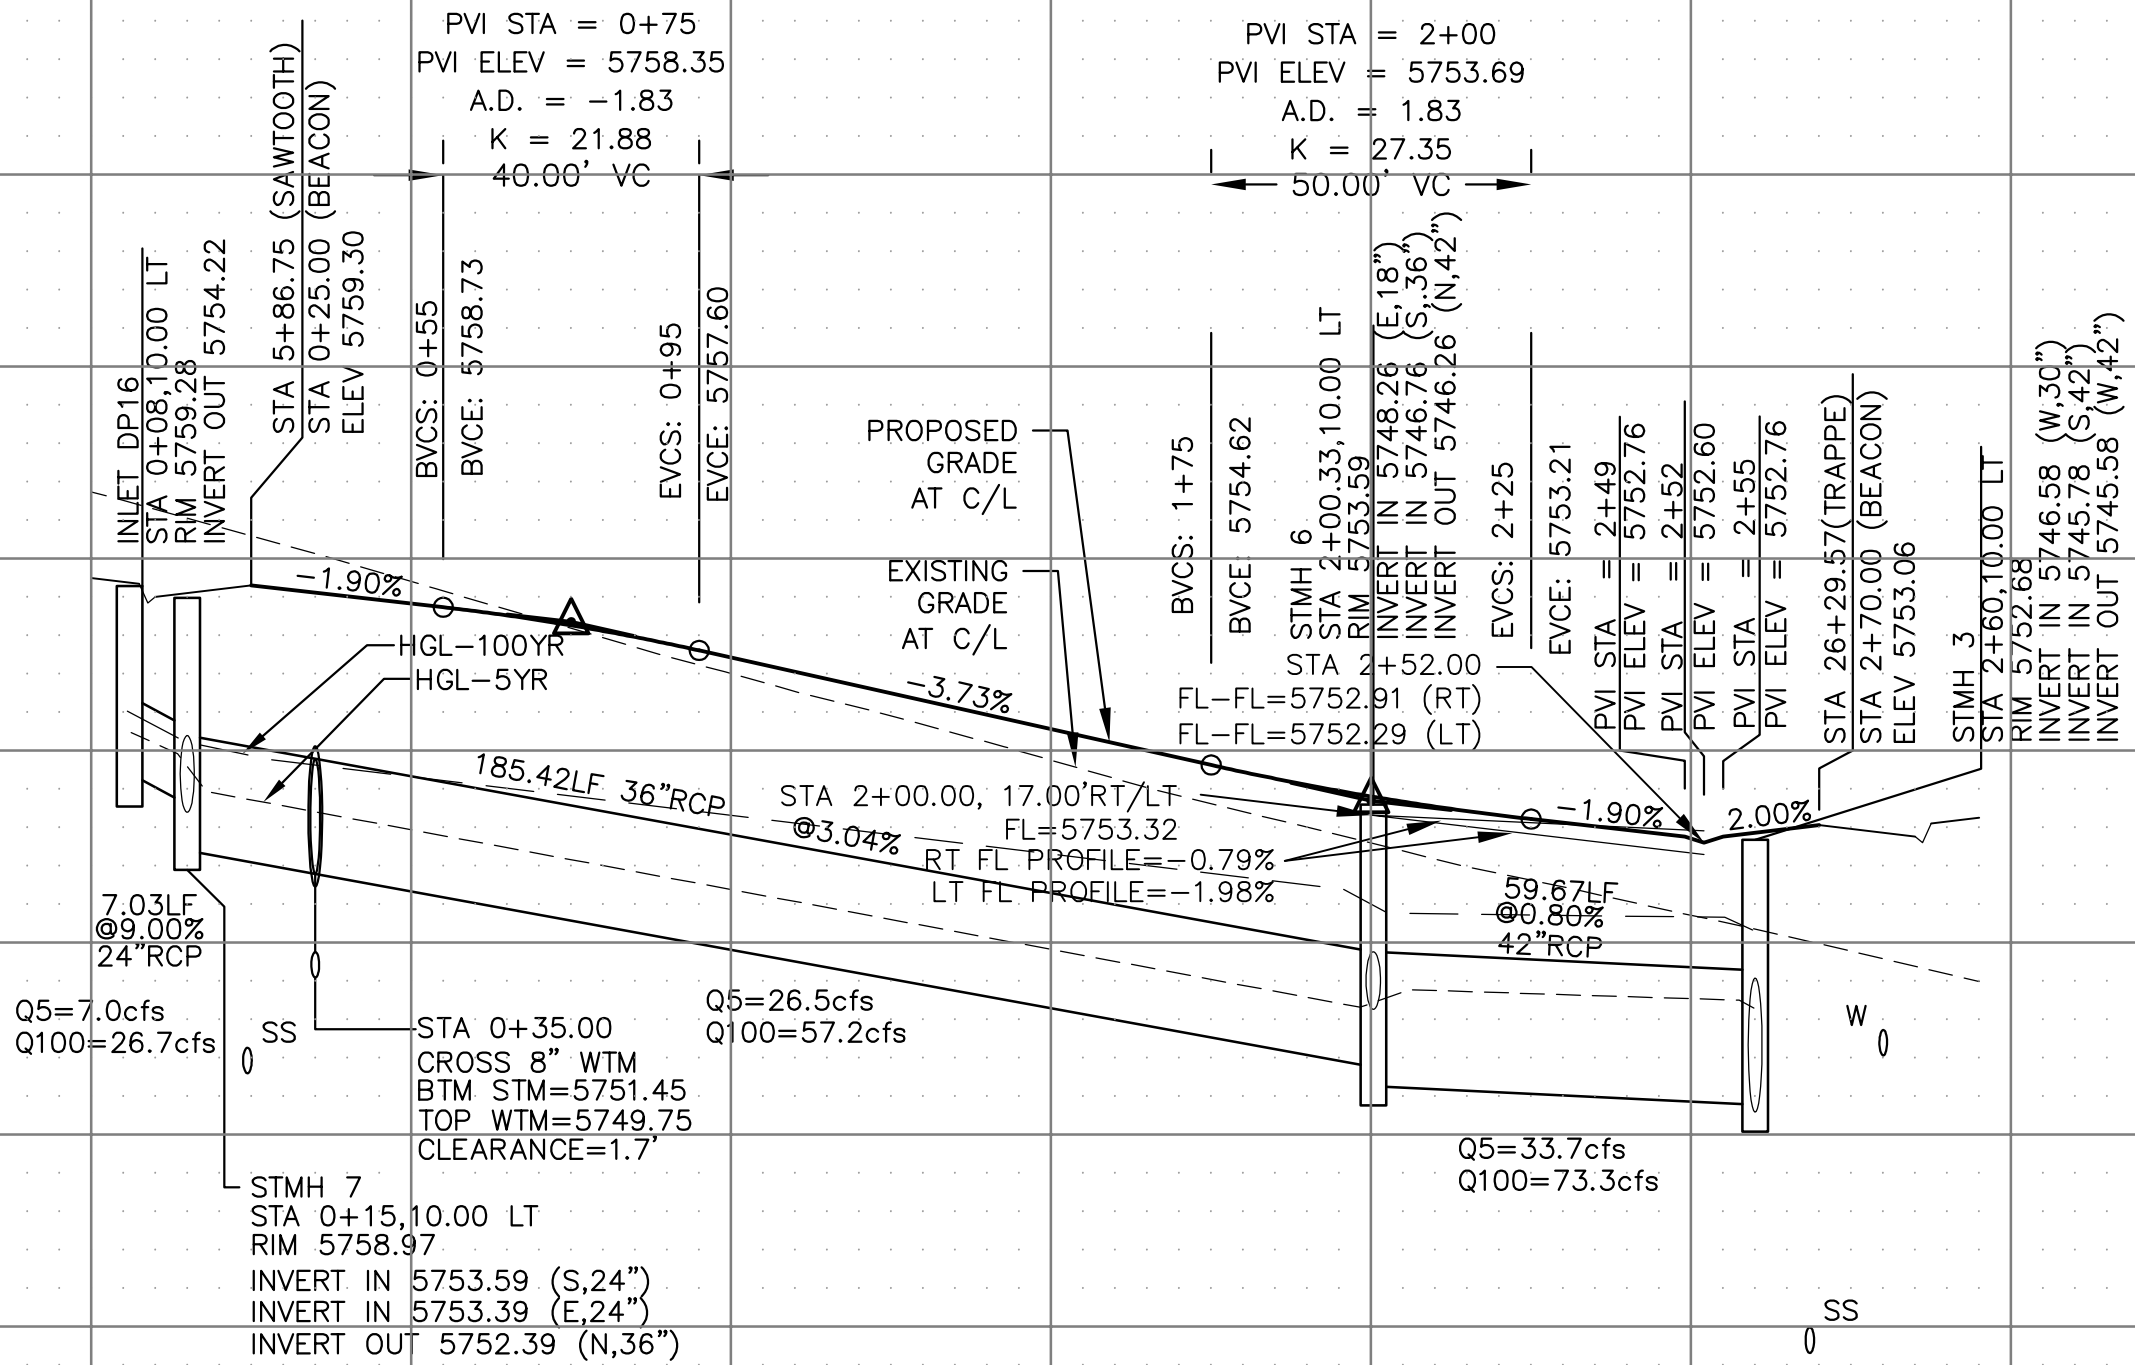 PVI STA = 0+75
PVI ELEV = 5758.35
A.D. = -1.83
K = 21.88
40.00' VC
PVI STA = 2+00
PVI ELEV = 5753.69
A.D. = 1.83
K = 27.35
50.00' VC
INLET DP16
STA 0+08,10.00 LT
RIM 5759.28
INVERT OUT 5754.22
STA 5+86.75 (SAWTOOTH)
STA 0+25.00 (BEACON)
ELEV 5759.30
BVCS: 0+55
BVCE: 5758.73
EVCS: 0+95
EVCE: 5757.60
PROPOSED
GRADE
AT C/L
EXISTING
GRADE
AT C/L
BVCS: 1+75
BVCE: 5754.62
STMH 6
STA 2+00.33,10.00 LT
RIM 5753.59
INVERT IN 5748.26 (E,18")
INVERT IN 5746.76 (S,36")
INVERT OUT 5746.26 (N,42")
EVCS: 2+25
EVCE: 5753.21
PVI STA = 2+49
PVI ELEV = 5752.76
PVI STA = 2+52
PVI ELEV = 5752.60
PVI STA = 2+55
PVI ELEV = 5752.76
STA 26+29.57(TRAPPE)
STA 2+70.00 (BEACON)
ELEV 5753.06
STMH 3
STA 2+60,10.00 LT
RIM 5752.68
INVERT IN 5746.58 (W,30")
INVERT IN 5745.78 (S,42")
INVERT OUT 5745.58 (W,42")
-1.90%
HGL-100YR
HGL-5YR
-3.73%
STA 2+52.00
FL-FL=5752.91 (RT)
FL-FL=5752.29 (LT)
185.42LF 36"RCP
@3.04%
STA 2+00.00, 17.00'RT/LT
FL=5753.32
RT FL PROFILE=-0.79%
LT FL PROFILE=-1.98%
-1.90%
2.00%
59.67LF
@0.80%
42"RCP
7.03LF
@9.00%
24"RCP
Q5=7.0cfs
Q100=26.7cfs
SS
STA 0+35.00
CROSS 8" WTM
BTM STM=5751.45
TOP WTM=5749.75
CLEARANCE=1.7'
Q5=26.5cfs
Q100=57.2cfs
W
Q5=33.7cfs
Q100=73.3cfs
STMH 7
STA 0+15,10.00 LT
RIM 5758.97
INVERT IN 5753.59 (S,24")
INVERT IN 5753.39 (E,24")
INVERT OUT 5752.39 (N,36")
SS